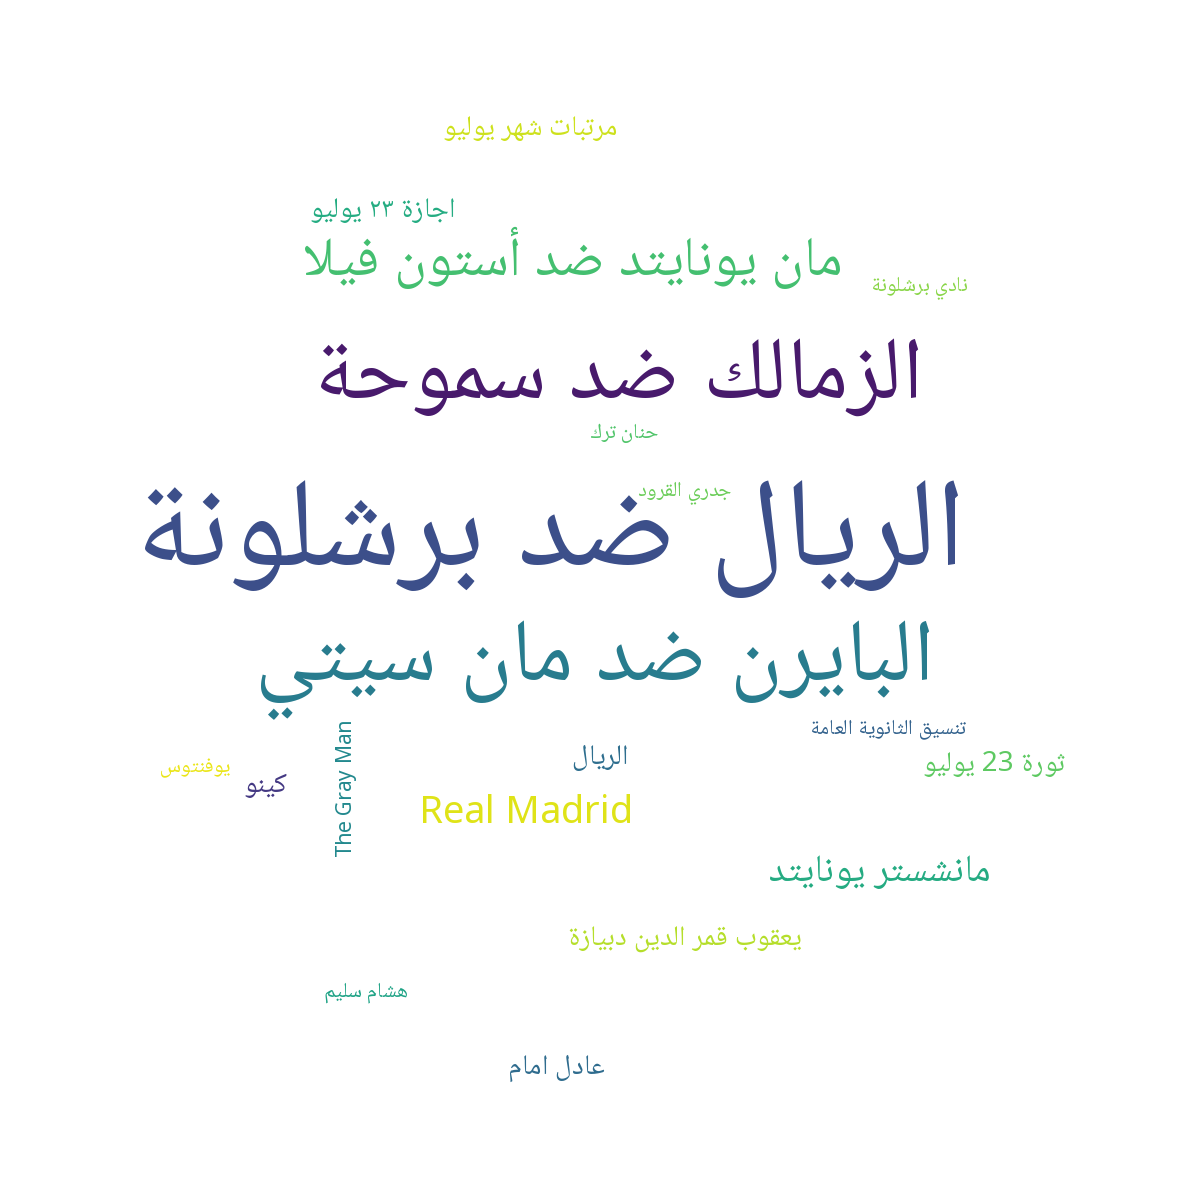 مرتبات شهر يوليو
اجازة ٢٣ يوليو
مان يونايتد ضد أستون فيلا
نادي برشلونة
الزمالك ضد سموحة
حنان ترك
جدري القرود
الريال ضد برشلونة
البايرن ضد مان سيتي
تنسيق الثانوية العامة
ثورة 23 يوليو
الريال
The Gray Man
يوفنتوس
كينو
Real Madrid
مانشستر يونايتد
يعقوب قمر الدين دبيازة
هشام سليم
عادل امام